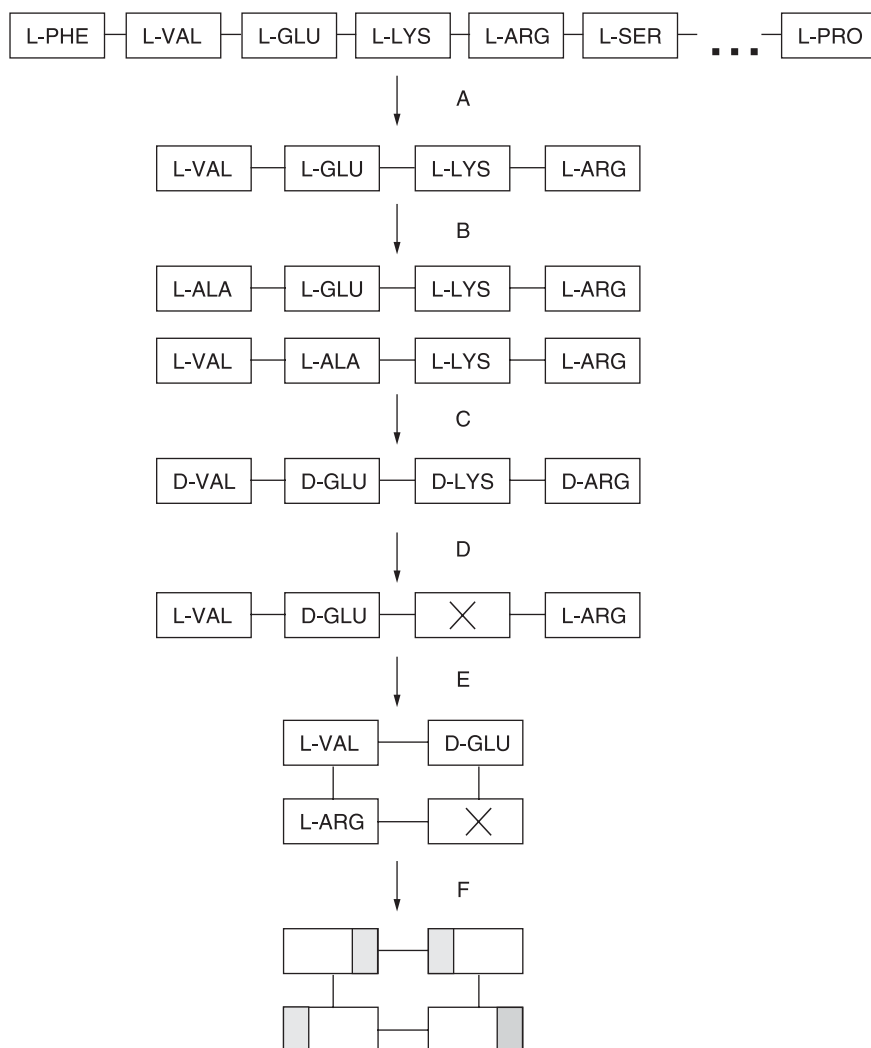 L-PHE L-VAL L-GLU L-LYS L-ARG L-SER ... L-PRO
A
L-VAL L-GLU L-LYS L-ARG
B
L-ALA L-GLU L-LYS L-ARG
L-VAL L-ALA L-LYS L-ARG
C
D-VAL D-GLU D-LYS D-ARG
D
L-VAL D-GLU L-ARG
E
L-VAL D-GLU
L-ARG
F